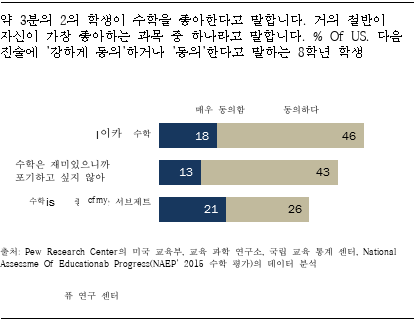 약 3분의 2의 학생이 수학을 좋아한다고 말합니다. 거의 절반이
자신이 가장 좋아하는 과목 중 하나라고 말합니다. % Of US. 다음
진술에 '강하게 동의'하거나 '동의'한다고 말하는 8학년 학생
매우 동의함 동의하다
I이카 수학 18 46
수학은 재미있으니까
포기하고 싶지 않아 13 43
수학is 중 cfmy. 서브젝트 21 26
출처: Pew Research Center의 미국 교육부, 교육 과학 연구소, 국립 교육 통계 센터, National
Assessme Of Educationab Progress(NAEP' 2015 수학 평가)의 데이터 분석
퓨 연구 센터